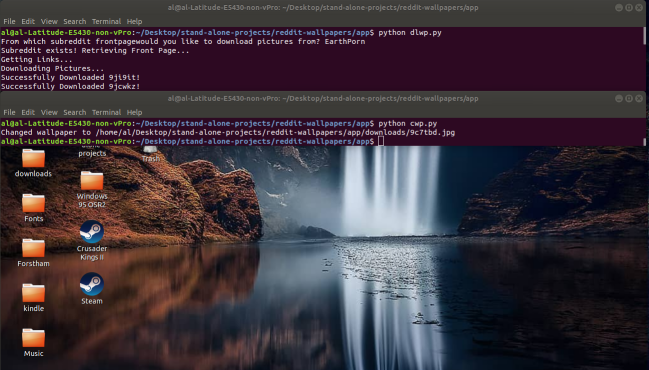 al@al-Latitude-E5430-non-vPro: ~/Desktop/stand-alone-projects/reddit-wallpapers/app
File Edit View Search Terminal Help
al@al-Latitude-E5430-non-vPro:~/Desktop/stand-alone-projects/reddit-wallpapers/app$ python dlwp.py
From which subreddit frontpagewould you like to download pictures from? EarthPorn
Subreddit exists! Retrieving Front Page...
Getting Links...
Downloading Pictures...
Successfully Downloaded 9ji9it!
Successfully Downloaded 9jcwkz!
al@al-Latitude-E5430-non-vPro: ~/Desktop/stand-alone-projects/reddit-wallpapers/app
File Edit View Search Terminal Help
al@al-Latitude-E5430-non-vPro:~/Desktop/stand-alone-projects/reddit-wallpapers/app$ python cwp.py
Changed wallpaper to /home/al/Desktop/stand-alone-projects/reddit-wallpapers/app/downloads/9c7tbd.jpg
al@al-Latitude-E5430-non-vPro:~/Desktop/stand-alone-projects/reddit-wallpapers/app$
projects
Trash
downloads
Windows
95 OSR2
Fonts
Crusader
Kings II
Forstham
Steam
kindle
Music